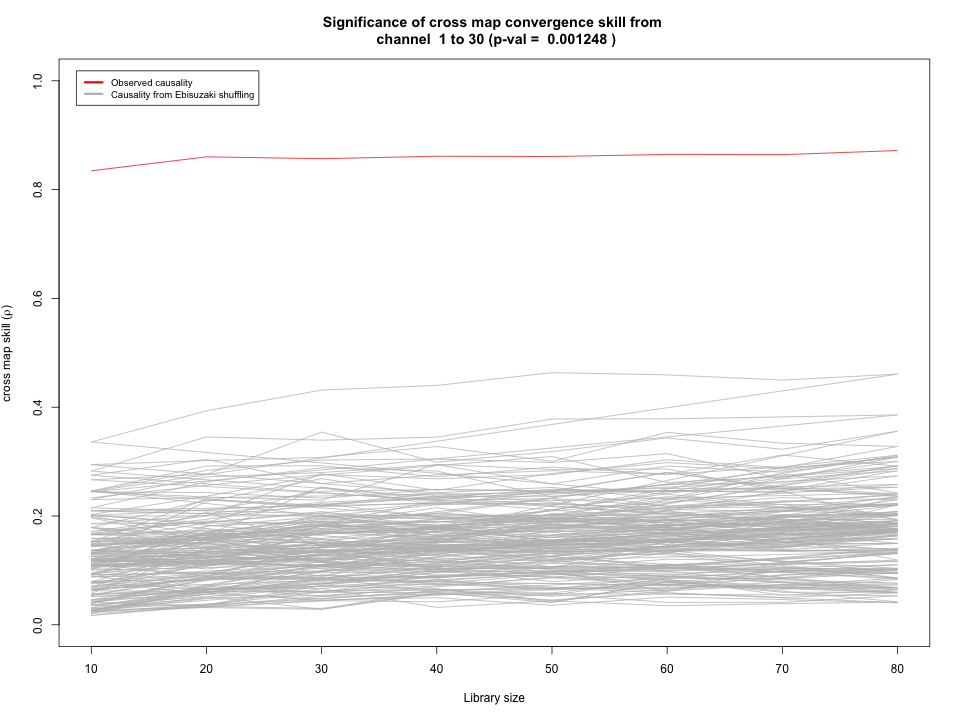 Significance of cross map convergence skill from
channel  1 to 30 (p-val =  0.001248 )
Observed causality
Causality from Ebisuzaki shuffling
cross map skill (ρ)
1.0
0.8
0.6
0.4
0.2
0.0
10 20 30 40 50 60 70 80
Library size